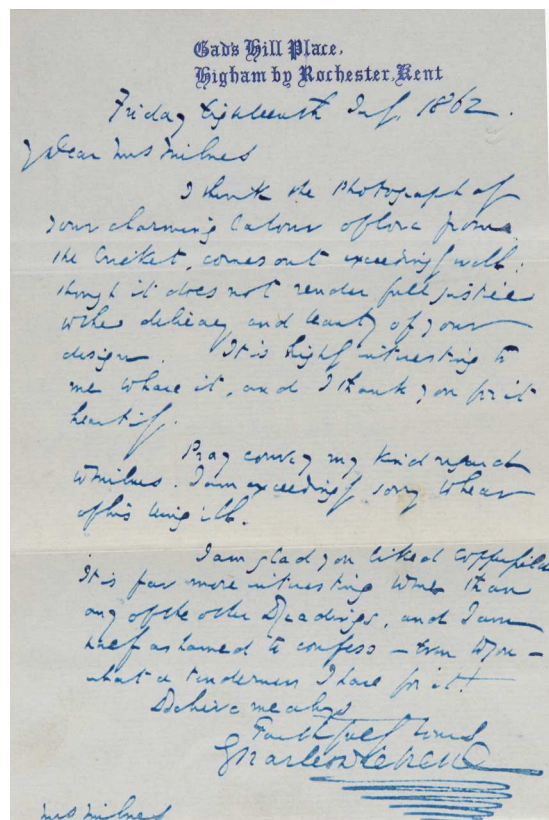 Gad's Hill Place,
Higham by Rochester, Kent
Friday Eighteenth July, 1862.
My Dear Mrs Milnes
I think the Photograph of
your charming labour of love from
the Cricket, comes out exceedingly well;
though it does not render full justice
to the delicacy and beauty of your
design. It is highly interesting to
me to have it, and I thank you for it
heartily.
Pray convey my kind regards
to Milnes. I am exceedingly sorry to hear
of his being ill.
I am glad you liked Copperfield.
It is far more interesting to me than
any of the other Readings, and I am
half ashamed to confess – even to you –
what a tenderness I have for it!
Believe me always
Faithfully Yours
Charles Dickens
Mrs Milnes